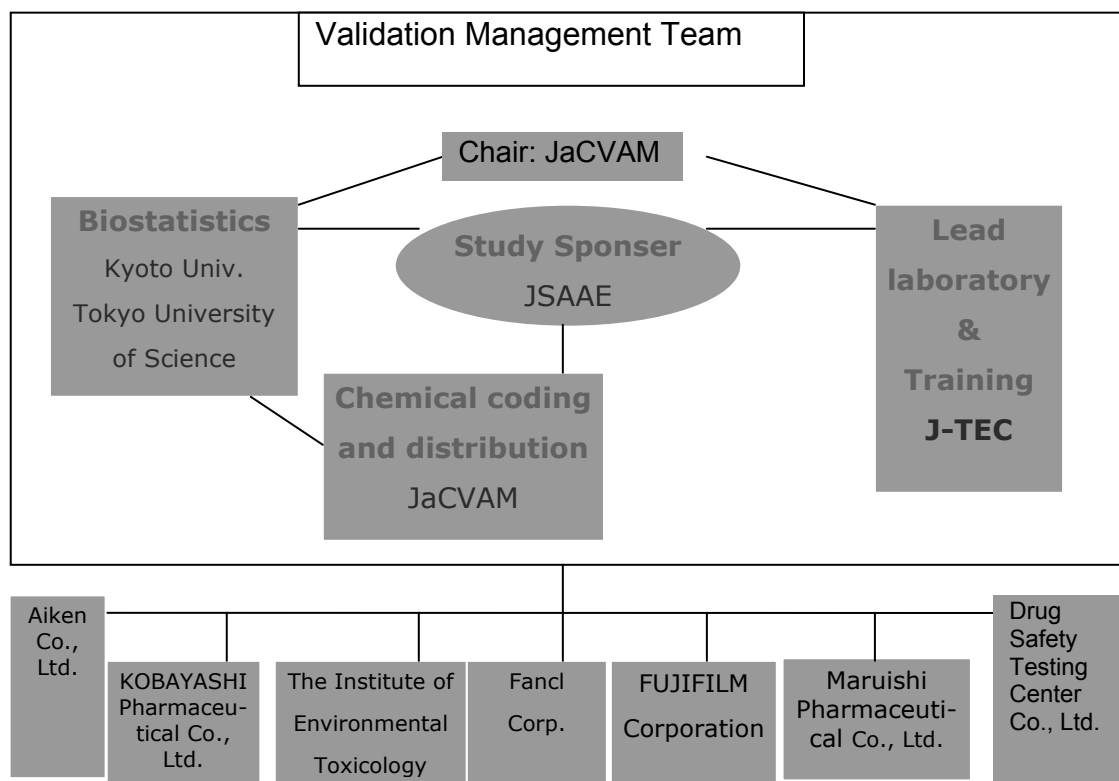 Validation Management Team
Chair: JaCVAM
Biostatistics
Kyoto Univ.
Tokyo University
of Science
Study Sponser
JSAAE
Lead
laboratory
&
Training
J-TEC
Chemical coding
and distribution
JaCVAM
Aiken
Co.,
Ltd.
KOBAYASHI
Pharmaceu-
tical Co.,
Ltd.
The Institute of
Environmental
Toxicology
Fancl
Corp.
FUJIFILM
Corporation
Maruishi
Pharmaceuti-
cal Co., Ltd.
Drug
Safety
Testing
Center
Co., Ltd.